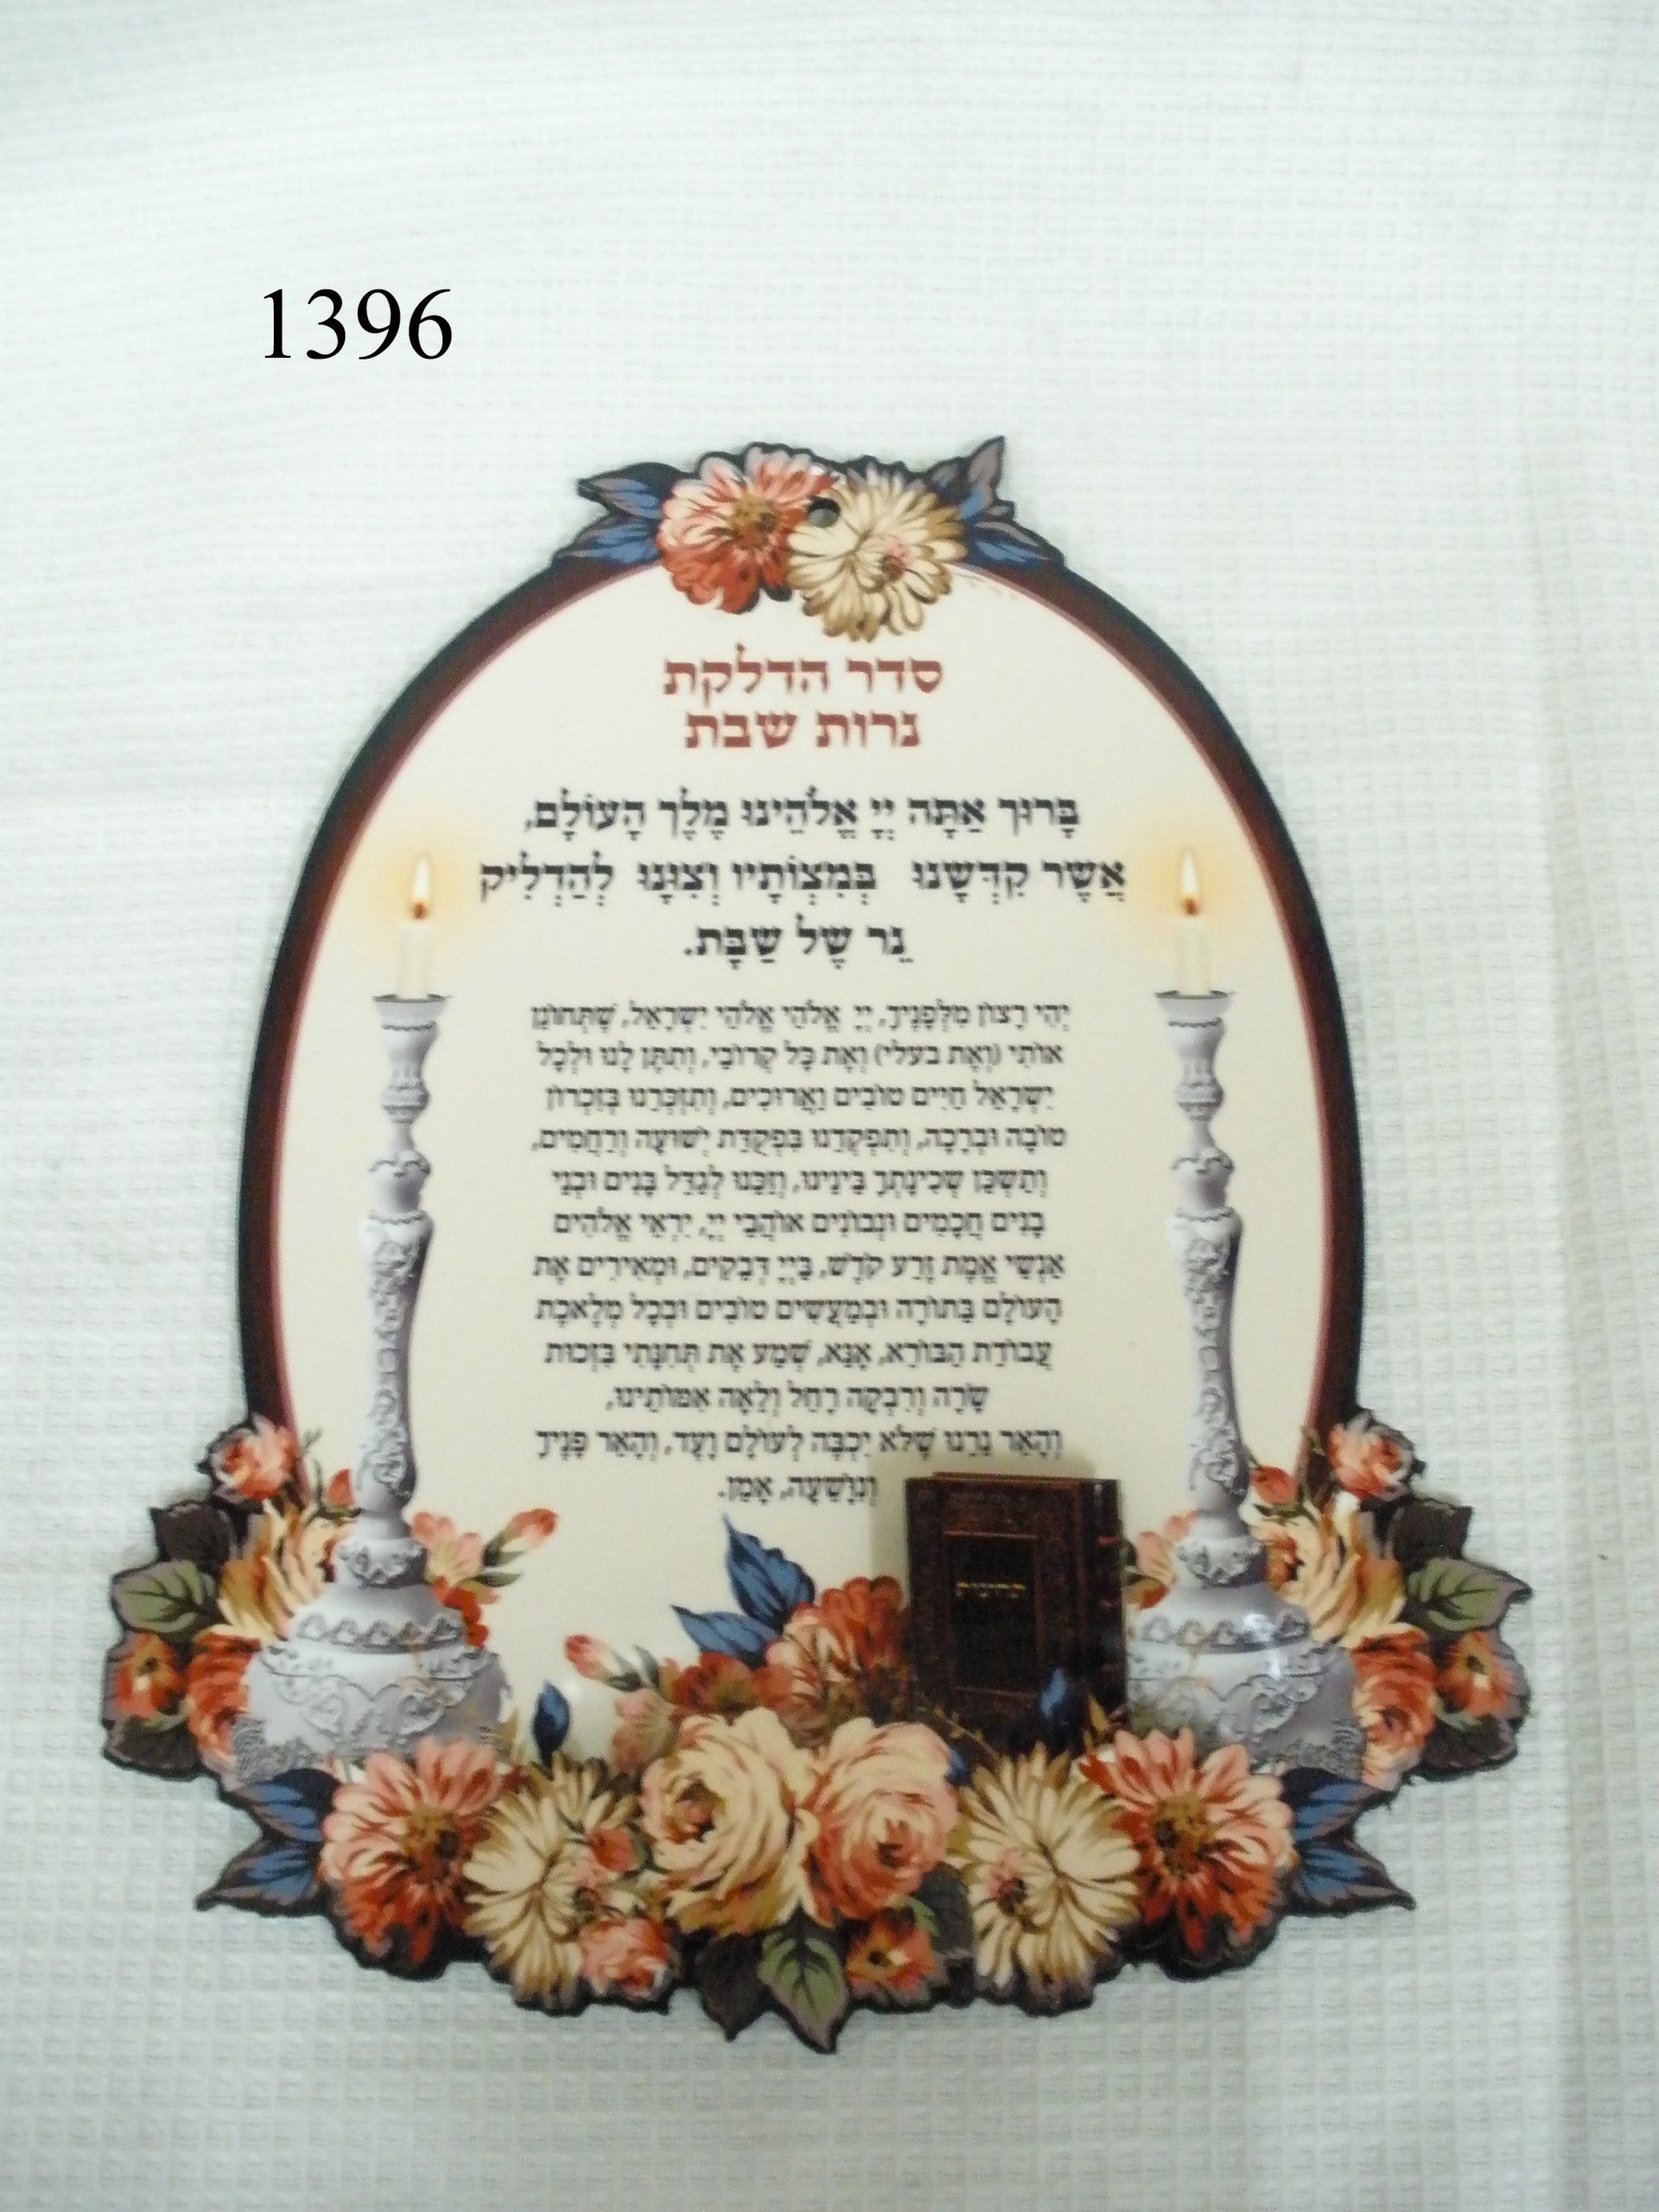 1396
סדר הדלקת
נרות שבת
בָּרוּךְ אַתָּה יְיָ אֱלֹהֵינוּ מֶלֶךְ הָעוֹלָם,
אֲשֶׁר קִדְּשָׁנוּ בְּמִצְוֹתָיו וְצִוָּנוּ לְהַדְלִיק
נֵר שֶׁל שַׁבָּת.
יְהִי רָצוֹן מִלְּפָנֶיךָ, יְיָ אֱלֹהַי אֱלֹהֵי יִשְׂרָאֵל, שֶׁתְּחוֹנֵן
אוֹתִי (וְאֶת בעלי) וְאֶת כָּל קְרוֹבַי, וְתִתֵּן לָנוּ וּלְכָל
יִשְׂרָאֵל חַיִּים טוֹבִים וַאֲרוּכִים, וְתִזְכְּרֵנוּ בְּזִכְרוֹן
טוֹבָה וּבְרָכָה, וְתִפְקְדֵנוּ בִּפְקֻדַּת יְשׁוּעָה וְרַחֲמִים,
וְתַשְׁכֵּן שְׁכִינָתְךָ בֵּינֵינוּ, וְזַכֵּנוּ לְגַדֵּל בָּנִים וּבְנֵי
בָנִים חֲכָמִים וּנְבוֹנִים אוֹהֲבֵי יְיָ, יִרְאֵי אֱלֹהִים
אַנְשֵׁי אֱמֶת זֶרַע קֹדֶשׁ, בַּיְיָ דְּבֵקִים, וּמְאִירִים אֶת
הָעוֹלָם בַּתּוֹרָה וּבְמַעֲשִׂים טוֹבִים וּבְכָל מְלֶאכֶת
עֲבוֹדַת הַבּוֹרֵא, אָנָּא, שְׁמַע אֶת תְּחִנָּתִי בִּזְכוּת
שָׂרָה וְרִבְקָה רָחֵל וְלֵאָה אִמּוֹתֵינוּ,
וְהָאֵר נֵרֵנוּ שֶׁלֹּא יִכְבֶּה לְעוֹלָם וָעֶד, וְהָאֵר פָּנֶיךָ
וְנִוָּשֵׁעָה, אָמֵן.
תחינות